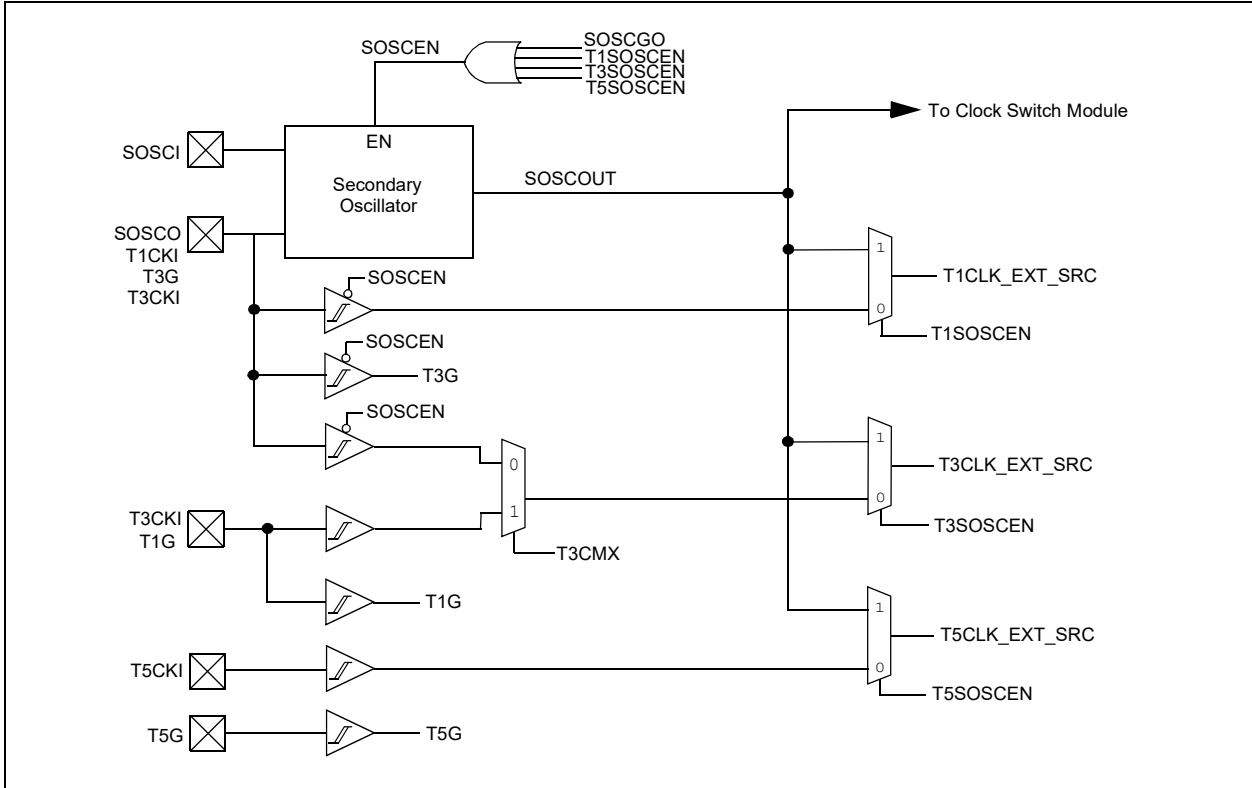 SOSCEN
SOSCGO
T1SOSCEN
T3SOSCEN
T5SOSCEN
To Clock Switch Module
EN
SOSCI
Secondary
Oscillator
SOSCOUT
SOSCO
T1CKI
T3G
T3CKI
SOSCEN
1
T1CLK_EXT_SRC
0
T1SOSCEN
SOSCEN
T3G
SOSCEN
0
1
T3CLK_EXT_SRC
0
T3SOSCEN
T3CKI
T1G
1
T3CMX
T1G
1
T5CLK_EXT_SRC
0
T5SOSCEN
T5CKI
T5G
T5G